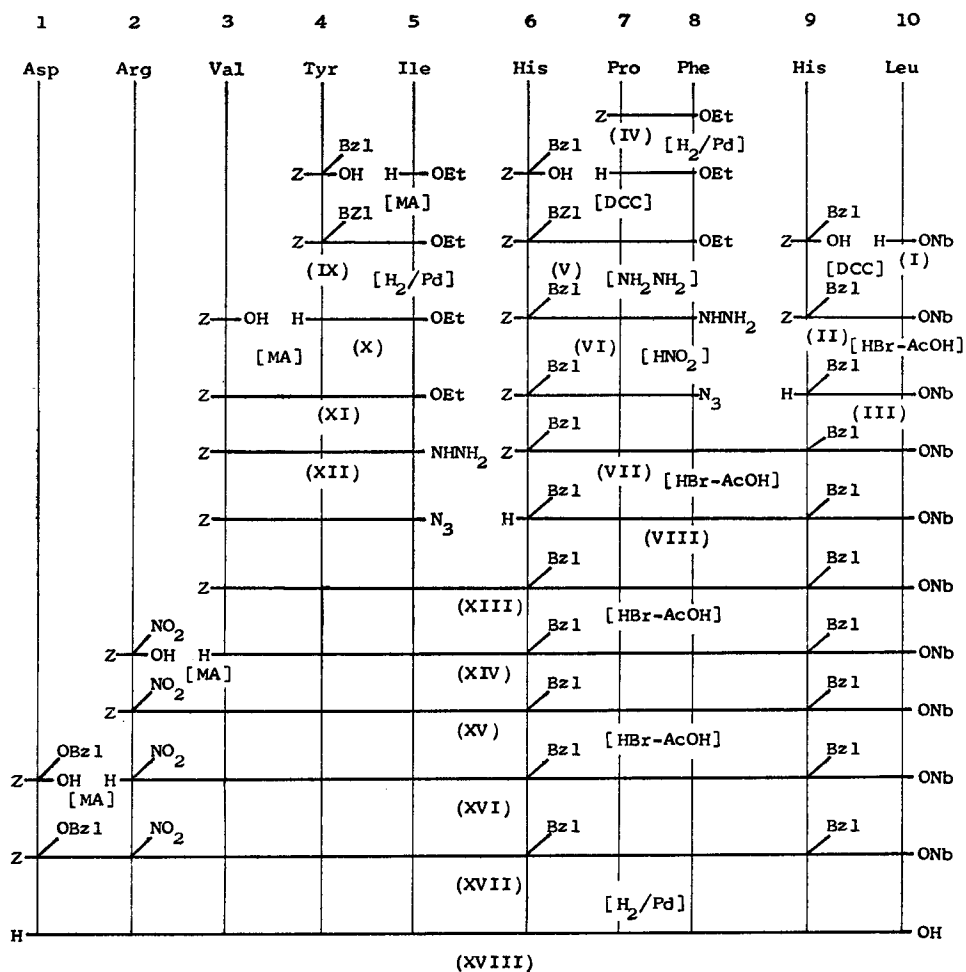 1 2 3 4 5 6 7 8 9 10
Asp Arg Val Tyr Ile His Pro Phe His Leu
Z OEt
(IV) [H2/Pd]
Bzl Bzl
Z OH H OEt Z OH H OEt
[MA] [DCC]
BZl BZl Bzl
Z OEt Z OEt Z OH H ONb
(IX) [H2/Pd] (V) [NH2NH2] [DCC] (I)
Bzl Bzl
Z OH H OEt Z NHNH2 Z ONb
[MA] (X) (VI) [HNO2] (II) [HBr-AcOH]
Bzl Bzl
Z OEt Z N3 H ONb
(XI) (III)
Bzl Bzl
Z NHNH2 Z ONb
(XII) (VII) [HBr-AcOH]
Bzl Bzl
Z N3 H ONb
(VIII)
Bzl Bzl
Z ONb
(XIII) [HBr-AcOH]
NO2 Bzl Bzl
Z OH H ONb
[MA] (XIV)
NO2 Bzl Bzl
Z ONb
(XV) [HBr-AcOH]
OBzl NO2 Bzl Bzl
Z OH H ONb
[MA] (XVI)
OBzl NO2 Bzl Bzl
Z ONb
(XVII) [H2/Pd]
H OH
(XVIII)